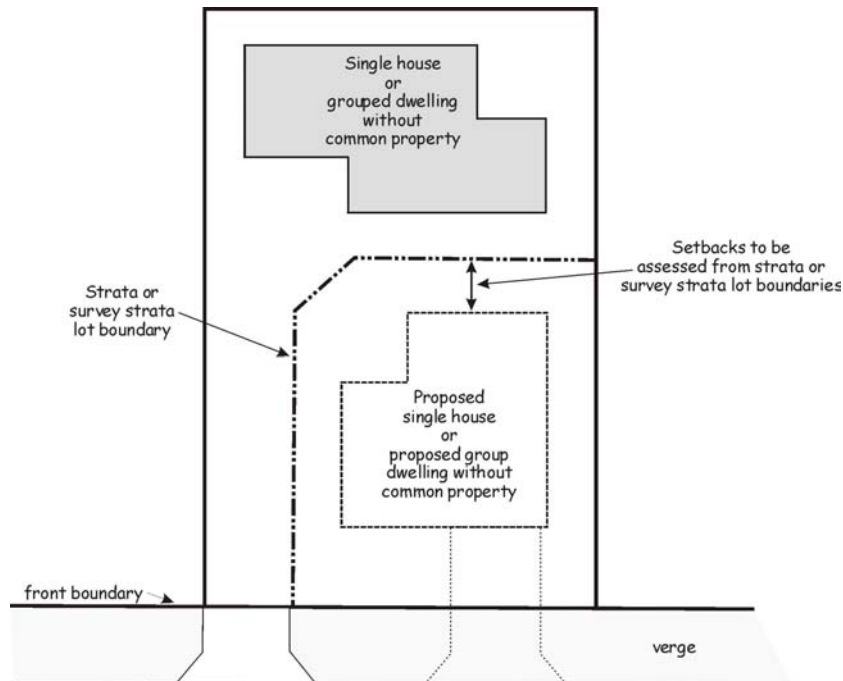 Single house
or
grouped dwelling
without
common property
Setbacks to be
assessed from strata or
survey strata lot boundaries
Strata or
survey strata
lot boundary
Proposed
single house
or
proposed group
dwelling without
common property
front boundary
verge